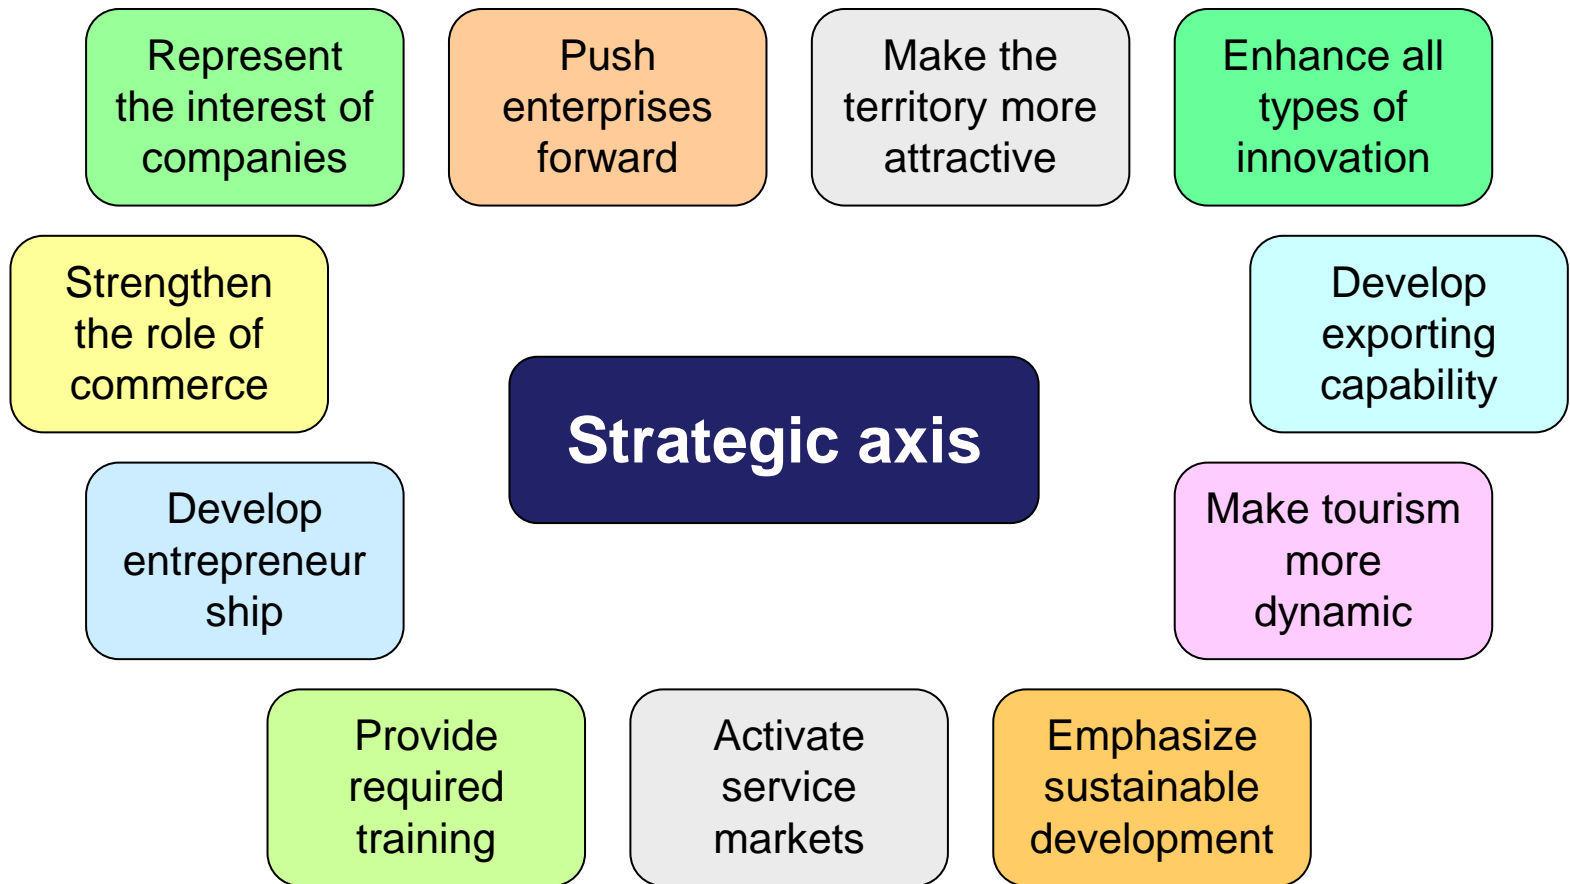 Represent
the interest of
companies
Push
enterprises
forward
Make the
territory more
attractive
Enhance all
types of
innovation
Strengthen
the role of
commerce
Develop
exporting
capability
Strategic axis
Develop
entrepreneur
ship
Make tourism
more
dynamic
Provide
required
training
Activate
service
markets
Emphasize
sustainable
development